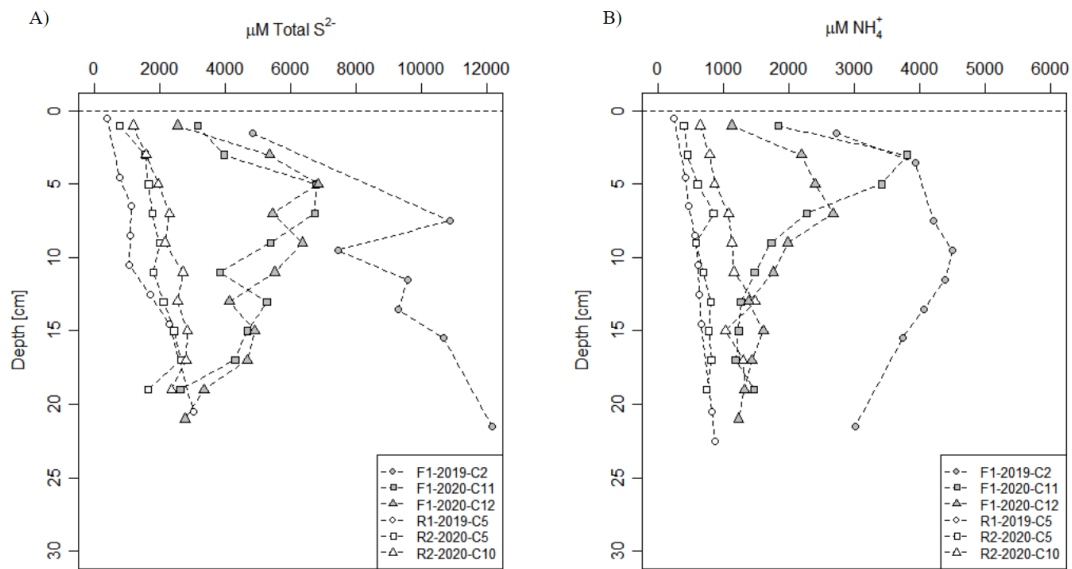 A)
μM Total S²⁻
0 2000 4000 6000 8000 10000 12000
Depth [cm]
0
5
10
15
20
25
30
F1-2019-C2
F1-2020-C11
F1-2020-C12
R1-2019-C5
R2-2020-C5
R2-2020-C10
B)
μM NH₄⁺
0 1000 2000 3000 4000 5000 6000
Depth [cm]
0
5
10
15
20
25
30
F1-2019-C2
F1-2020-C11
F1-2020-C12
R1-2019-C5
R2-2020-C5
R2-2020-C10